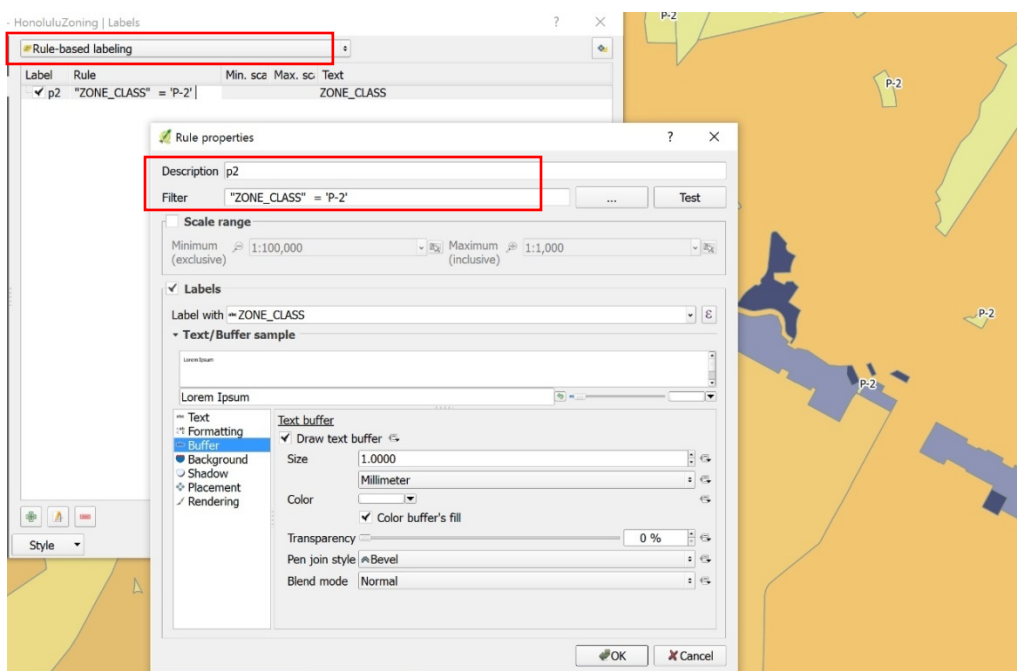 HonoluluZoning | Labels ? ×
Rule-based labeling
Label Rule Min. sca Max. sc Text
p2 "ZONE_CLASS" = 'P-2' ZONE_CLASS
Rule properties ? ×
Description p2
Filter "ZONE_CLASS" = 'P-2' ... Test
Scale range
Minimum 1:100,000 Maximum 1:1,000
(exclusive) (inclusive)
Labels
Label with abc ZONE_CLASS ε
Text/Buffer sample
Lorem Ipsum
Lorem Ipsum
Text
Formatting
Buffer
Background
Shadow
Placement
Rendering
Text buffer
Draw text buffer
Size 1.0000
Millimeter
Color
Color buffer's fill
Transparency 0 %
Pen join style Bevel
Blend mode Normal
Style
OK Cancel
P-2
P-2
P-2
P-2